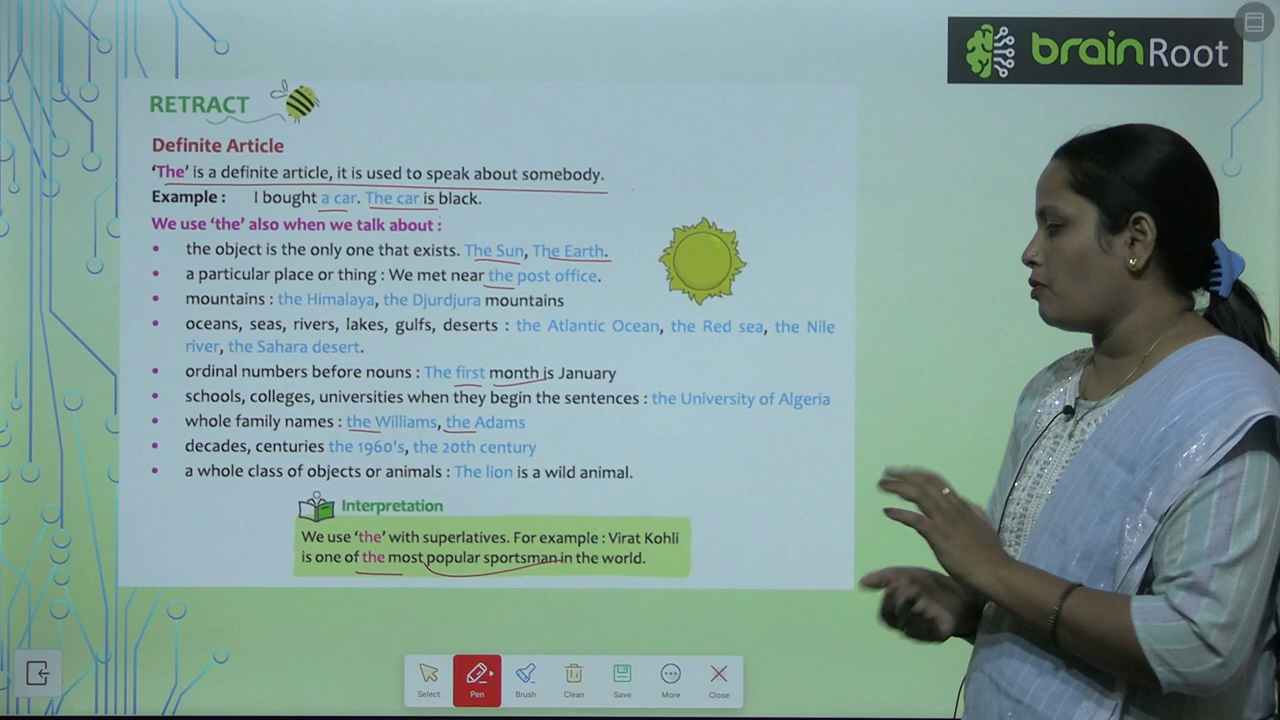 brainRoot
RETRACT
Definite Article
‘The’ is a definite article, it is used to speak about somebody.
Example : I bought a car. The car is black.
We use ‘the’ also when we talk about :
• the object is the only one that exists. The Sun, The Earth.
• a particular place or thing : We met near the post office.
• mountains : the Himalaya, the Djurdjura mountains
• oceans, seas, rivers, lakes, gulfs, deserts : the Atlantic Ocean, the Red sea, the Nile
river, the Sahara desert.
• ordinal numbers before nouns : The first month is January
• schools, colleges, universities when they begin the sentences : the University of Algeria
• whole family names : the Williams, the Adams
• decades, centuries the 1960's, the 20th century
• a whole class of objects or animals : The lion is a wild animal.
Interpretation
We use ‘the’ with superlatives. For example : Virat Kohli
is one of the most popular sportsman in the world.
Select Pen Brush Clean Save More Close